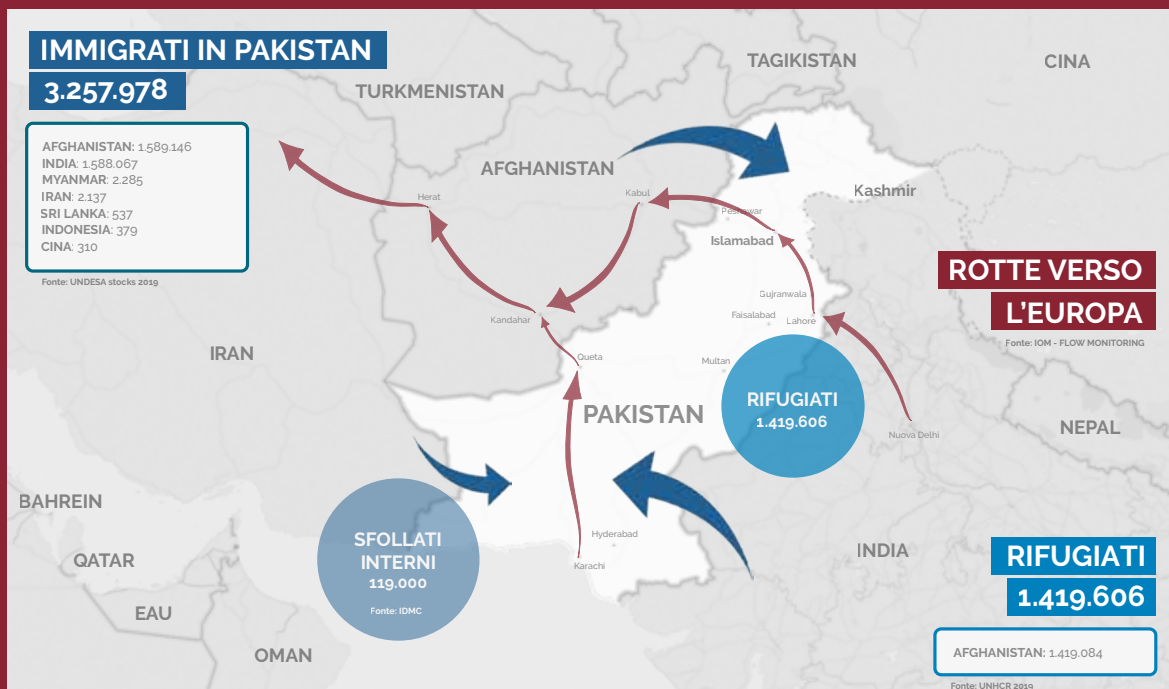 IMMIGRATI IN PAKISTAN
3.257.978
AFGHANISTAN: 1.589.146
INDIA: 1.588.067
MYANMAR: 2.285
IRAN: 2.137
SRI LANKA: 537
INDONESIA: 379
CINA: 310
Fonte: UNDESA stocks 2019
TURKMENISTAN
TAGIKISTAN
CINA
AFGHANISTAN
Herat
Kabul
Peshawar
Islamabad
Kashmir
ROTTE VERSO
L'EUROPA
Fonte: IOM - FLOW MONITORING
Gujranwala
Faisalabad
Lahore
Kandahar
IRAN
Queta
Multan
PAKISTAN
RIFUGIATI
1.419.606
Nuova Delhi
NEPAL
BAHREIN
QATAR
EAU
OMAN
SFOLLATI
INTERNI
119.000
Fonte: IDMC
Hyderabad
Karachi
INDIA
RIFUGIATI
1.419.606
AFGHANISTAN: 1.419.084
Fonte: UNHCR 2019